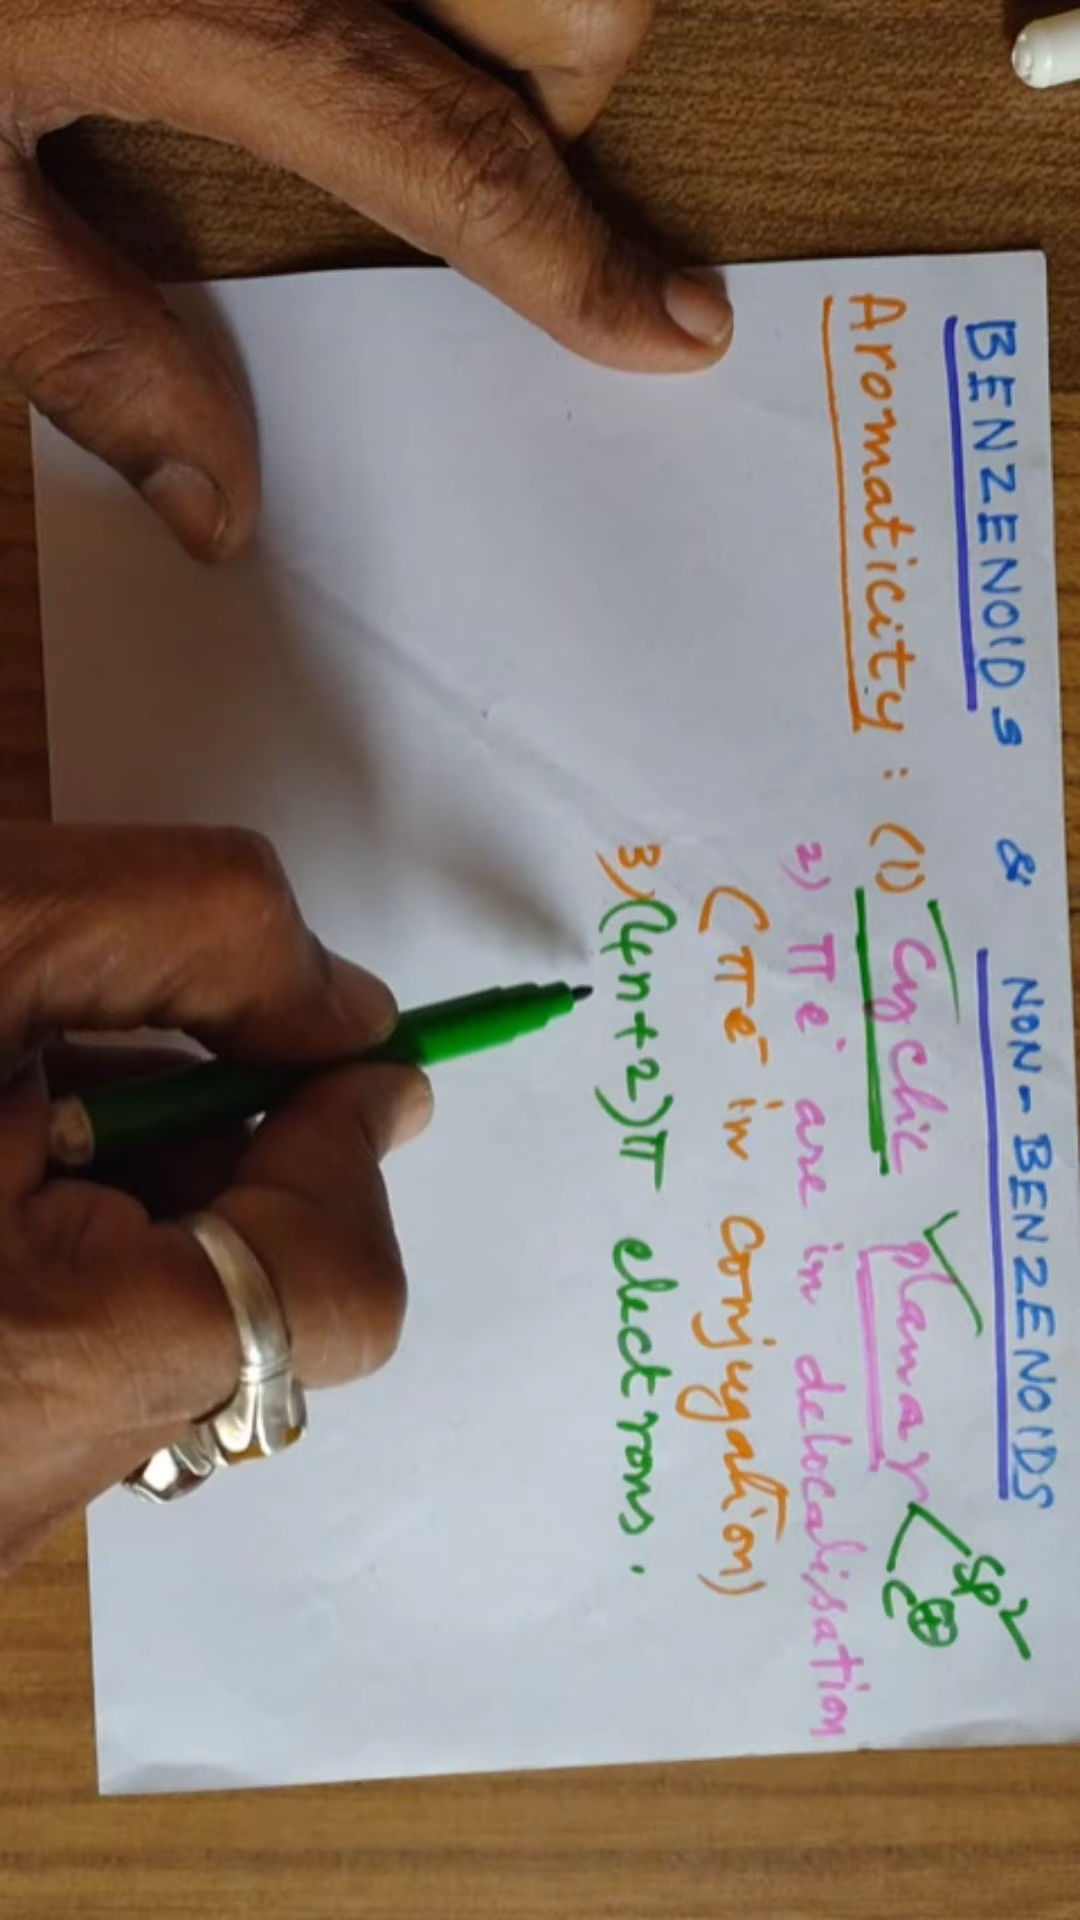 BENZENOIDS & NON-BENZENOIDS
Aromaticity : (1) Cyclic planar < sp2
C⊕
2) π e⁻ are in delocalisation
(πe⁻ in conjugation)
3) (4n+2)π electrons.